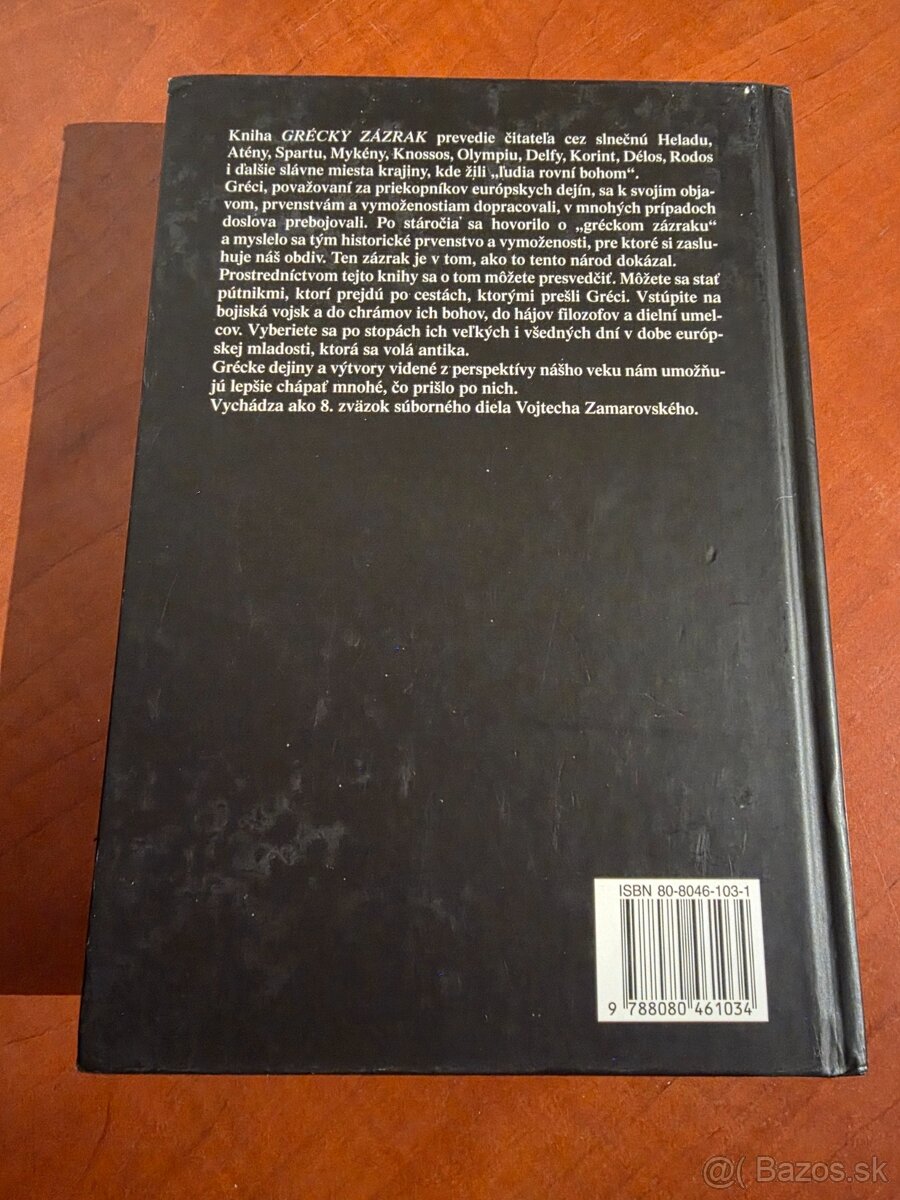 Kniha GRÉCKY ZÁZRAK prevedie čitateľa cez slnečnú Heladu,
Atény, Spartu, Mykény, Knossos, Olympiu, Delfy, Korint, Délos, Rodos
i ďalšie slávne miesta krajiny, kde žili „ľudia rovní bohom“.
Gréci, považovaní za priekopníkov európskych dejín, sa k svojim obja-
vom, prvenstvám a vymoženostiam dopracovali, v mnohých prípadoch
doslova prebojovali. Po stáročia sa hovorilo o „gréckom zázraku“
a myslelo sa tým historické prvenstvo a vymoženosti, pre ktoré si zaslu-
huje náš obdiv. Ten zázrak je v tom, ako to tento národ dokázal.
Prostredníctvom tejto knihy sa o tom môžete presvedčiť. Môžete sa stať
pútnikmi, ktorí prejdú po cestách, ktorými prešli Gréci. Vstúpite na
bojiská vojsk a do chrámov ich bohov, do hájov filozofov a dielní umel-
cov. Vyberiete sa po stopách ich veľkých i všedných dní v dobe európ-
skej mladosti, ktorá sa volá antika.
Grécke dejiny a výtvory videné z perspektívy nášho veku nám umožňu-
jú lepšie chápať mnohé, čo prišlo po nich.
Vychádza ako 8. zväzok súborného diela Vojtecha Zamarovského.
ISBN 80-8046-103-1
9 788080 461034
@( Bazos.sk